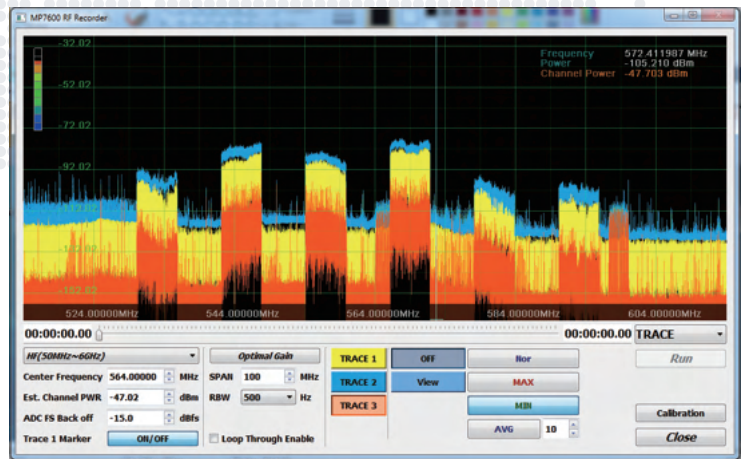 MP7600 RF Recorder
-32.02
Frequency 572.411987 MHz
Power -105.210 dBm
Channel Power -47.703 dBm
-52.02
-72.02
-92.02
524.00000MHz 544.00000MHz 564.00000MHz 584.00000MHz 604.00000MHz
00:00:00.00 00:00:00.00 TRACE
HF(50MHz~6GHz) Optimal Gain TRACE 1 OFF Nor Run
Center Frequency 564.00000 MHz SPAN 100 MHz TRACE 2 View MAX
Est. Channel PWR -47.02 dBm RBW 500 Hz TRACE 3 MIN
ADC FS Back off -15.0 dBfs Calibration
AVG 10
Trace 1 Marker ON/OFF Loop Through Enable Close